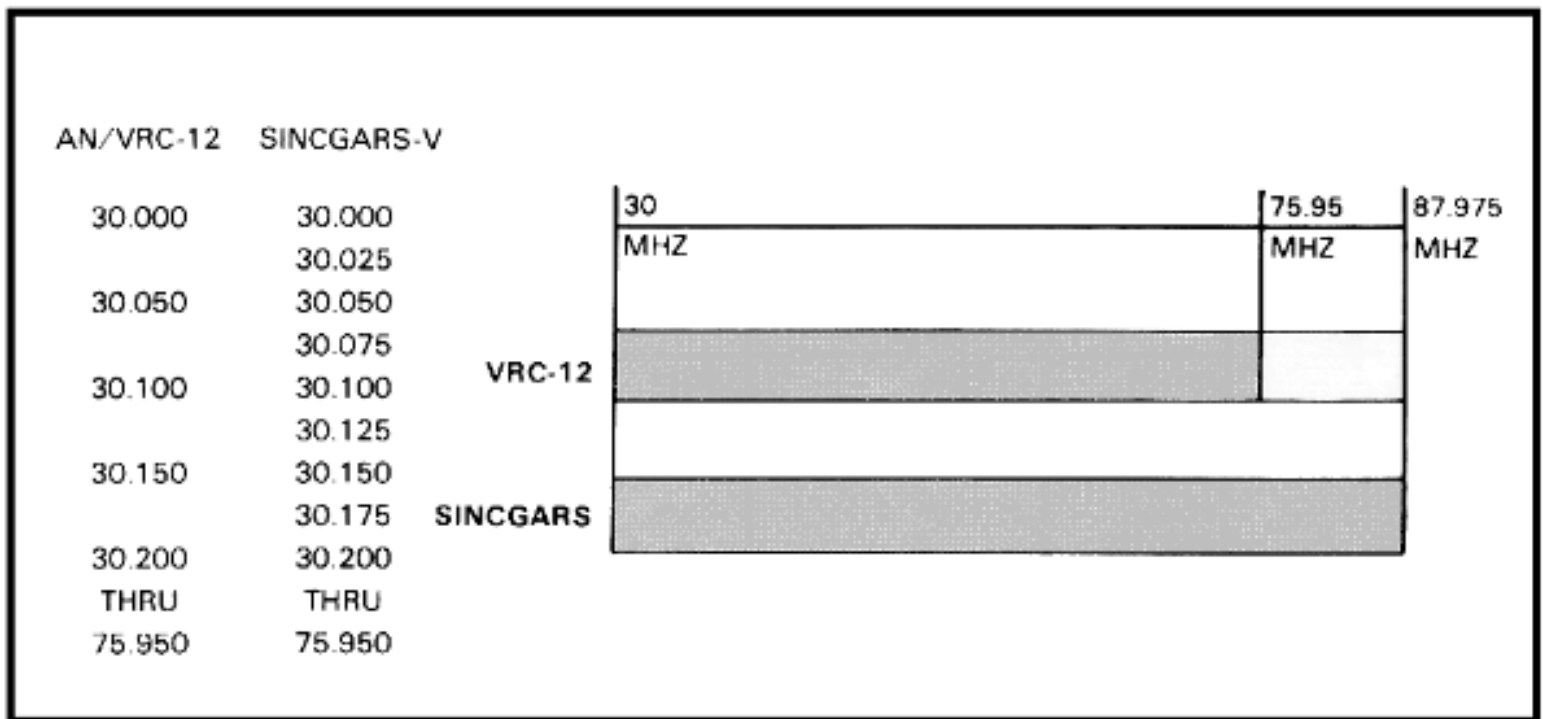 AN/VRC-12 SINCGARS-V
30.000 30.000
30.025
30.050 30.050
30.075
30.100 30.100
30.125
30.150 30.150
30.175
30.200 30.200
THRU THRU
75.950 75.950
30 75.95 87.975
MHZ MHZ MHZ
VRC-12
SINCGARS